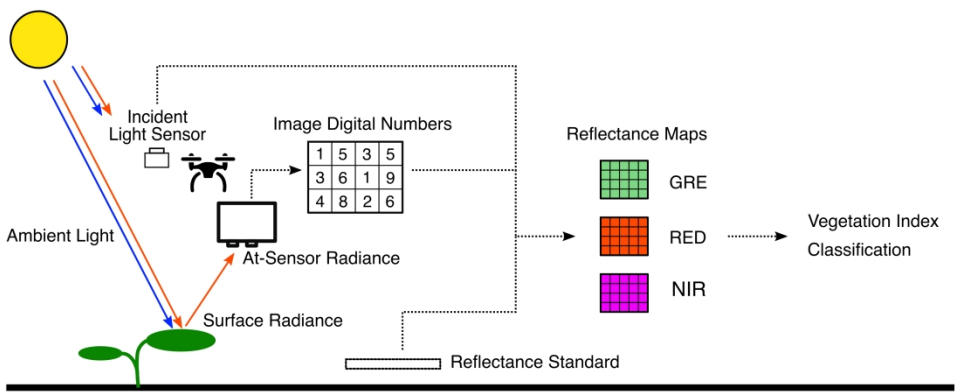 Incident
Light Sensor
Image Digital Numbers
1 5 3 5
3 6 1 9
4 8 2 6
Reflectance Maps
GRE
RED
NIR
Vegetation Index
Classification
Ambient Light
At-Sensor Radiance
Surface Radiance
Reflectance Standard